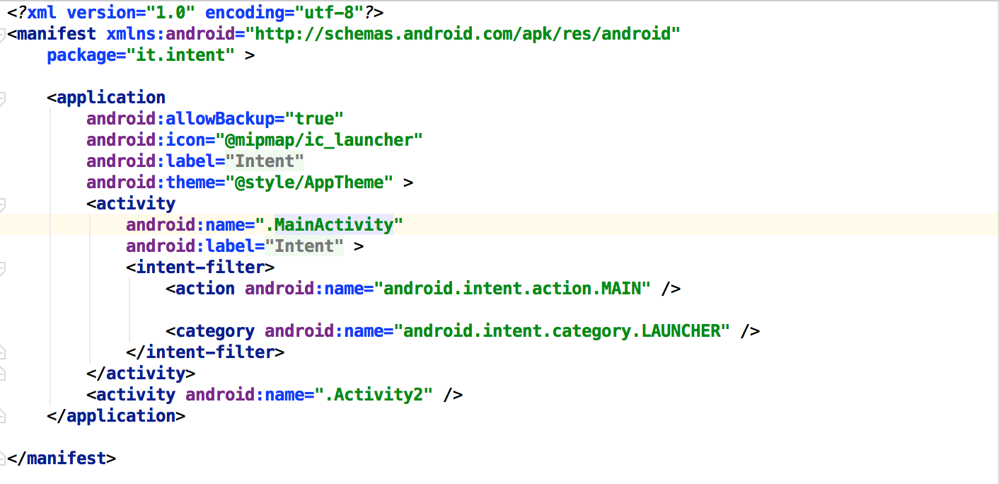 <?xml version="1.0" encoding="utf-8"?>
<manifest xmlns:android="http://schemas.android.com/apk/res/android"
    package="it.intent" >

    <application
        android:allowBackup="true"
        android:icon="@mipmap/ic_launcher"
        android:label="Intent"
        android:theme="@style/AppTheme" >
        <activity
            android:name=".MainActivity"
            android:label="Intent" >
            <intent-filter>
                <action android:name="android.intent.action.MAIN" />

                <category android:name="android.intent.category.LAUNCHER" />
            </intent-filter>
        </activity>
        <activity android:name=".Activity2" />
    </application>

</manifest>